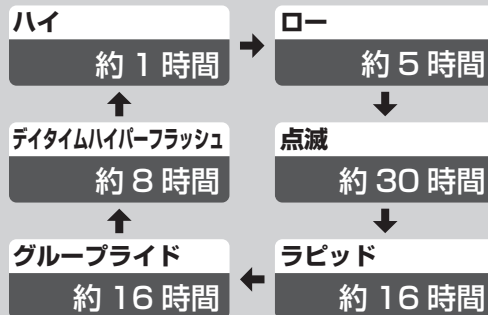 ハイ
約 1 時間
ロー
約 5 時間
点滅
約 30 時間
ラピッド
約 16 時間
グループライド
約 16 時間
デイタイムハイパーフラッシュ
約 8 時間